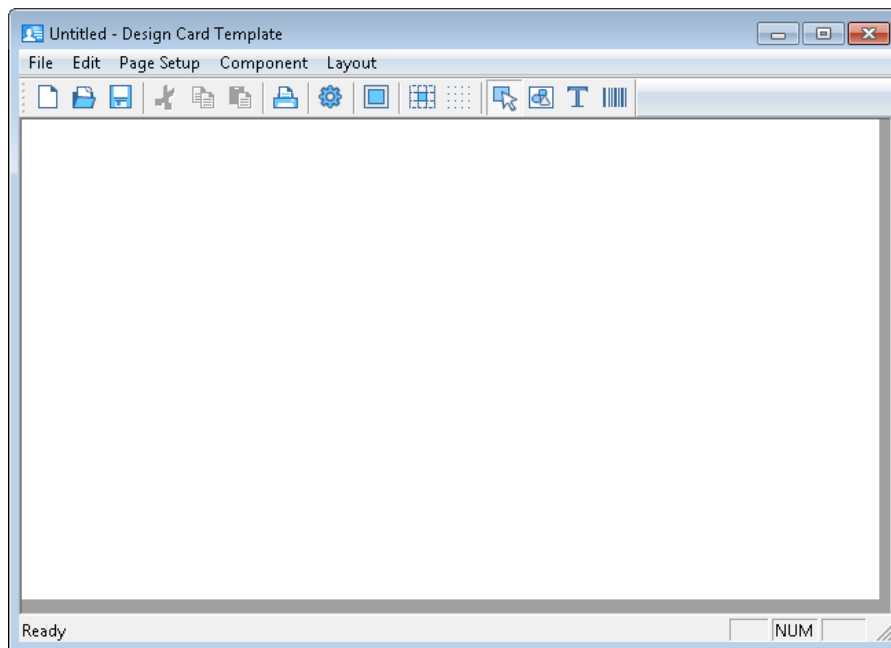 Untitled - Design Card Template
File Edit Page Setup Component Layout
Ready NUM